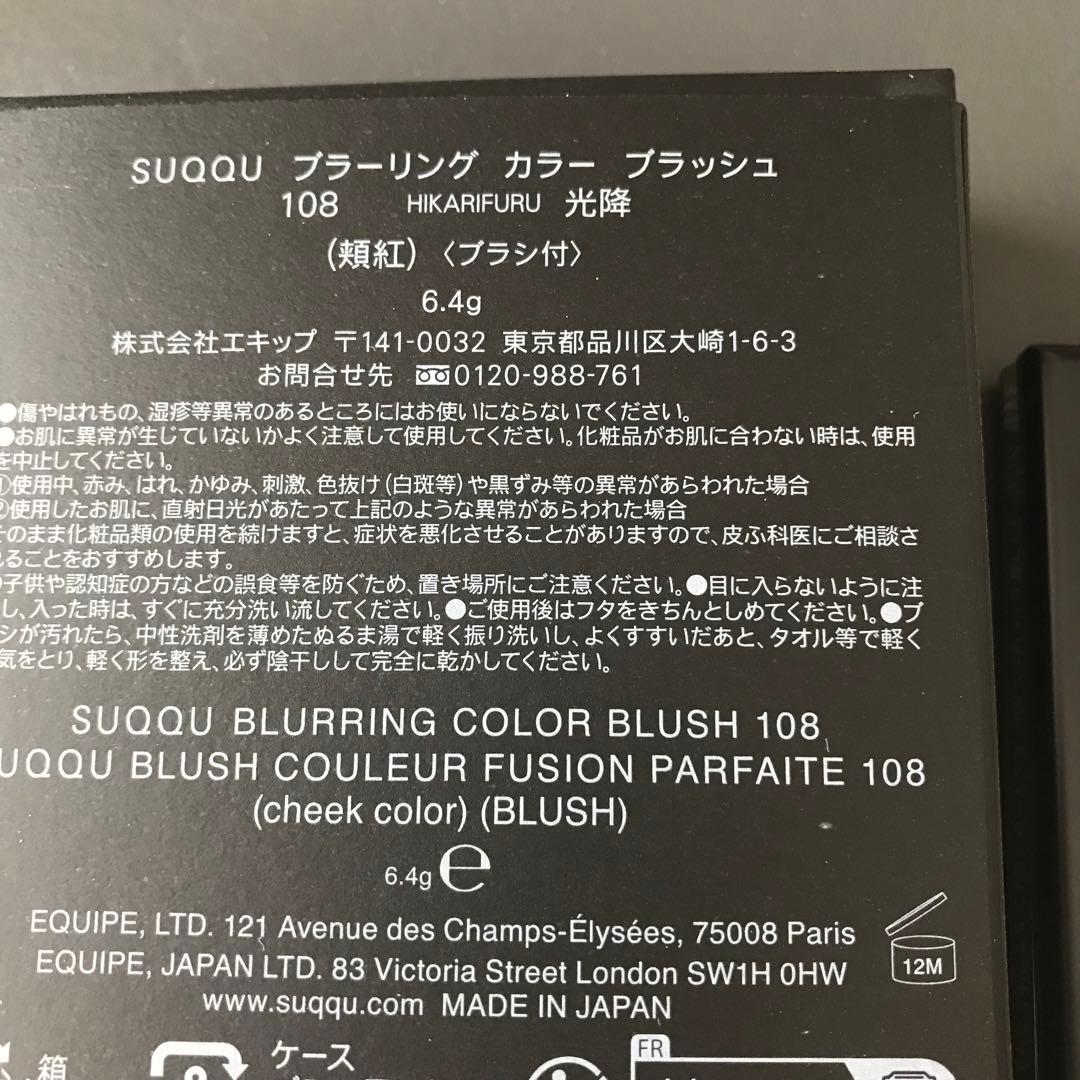 SUQQU ブラーリング カラー ブラッシュ
108 HIKARIFURU 光降
(頬紅)〈ブラシ付〉
6.4g
株式会社エキップ 〒141-0032 東京都品川区大崎1-6-3
お問合せ先 0120-988-761
●傷やはれもの、湿疹等異常のあるところにはお使いにならないでください。
●お肌に異常が生じていないかよく注意して使用してください。化粧品がお肌に合わない時は、使用
を中止してください。
①使用中、赤み、はれ、かゆみ、刺激、色抜け(白斑等)や黒ずみ等の異常があらわれた場合
②使用したお肌に、直射日光があたって上記のような異常があらわれた場合
そのまま化粧品類の使用を続けますと、症状を悪化させることがありますので、皮ふ科医にご相談さ
れることをおすすめします。
●子供や認知症の方などの誤食等を防ぐため、置き場所にご注意ください。●目に入らないように注
し、入った時は、すぐに充分洗い流してください。●ご使用後はフタをきちんとしめてください。●ブ
シが汚れたら、中性洗剤を薄めたぬるま湯で軽く振り洗いし、よくすすいだあと、タオル等で軽く
気をとり、軽く形を整え、必ず陰干しして完全に乾かしてください。
SUQQU BLURRING COLOR BLUSH 108
UQQU BLUSH COULEUR FUSION PARFAITE 108
(cheek color) (BLUSH)
6.4g ℮
EQUIPE, LTD. 121 Avenue des Champs-Élysées, 75008 Paris
EQUIPE, JAPAN LTD. 83 Victoria Street London SW1H 0HW
12M
www.suqqu.com MADE IN JAPAN
箱
ケース
FR